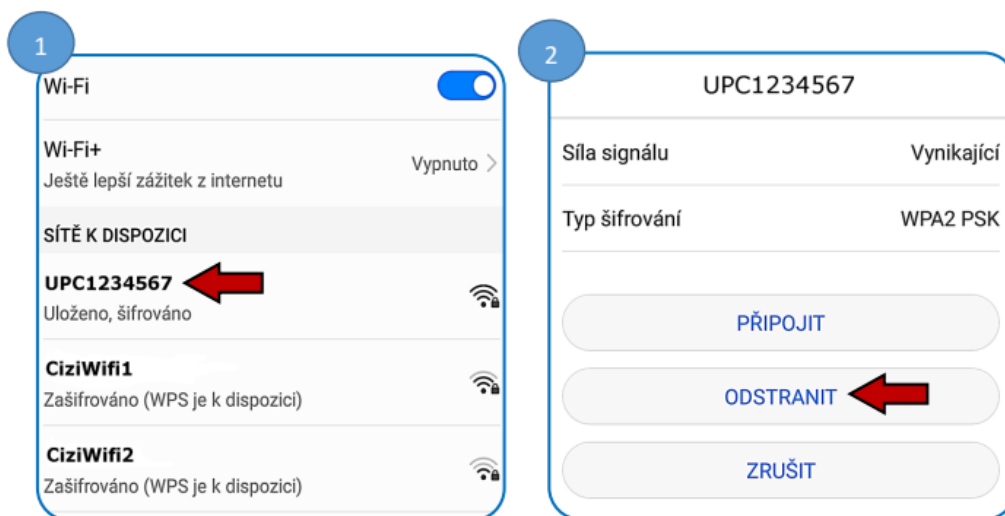 1
Wi-Fi
Wi-Fi+
Vypnuto
Ještě lepší zážitek z internetu
SÍTĚ K DISPOZICI
UPC1234567
Uloženo, šifrováno
CiziWifi1
Zašifrováno (WPS je k dispozici)
CiziWifi2
Zašifrováno (WPS je k dispozici)
2
UPC1234567
Síla signálu Vynikající
Typ šifrování WPA2 PSK
PŘIPOJIT
ODSTRANIT
ZRUŠIT